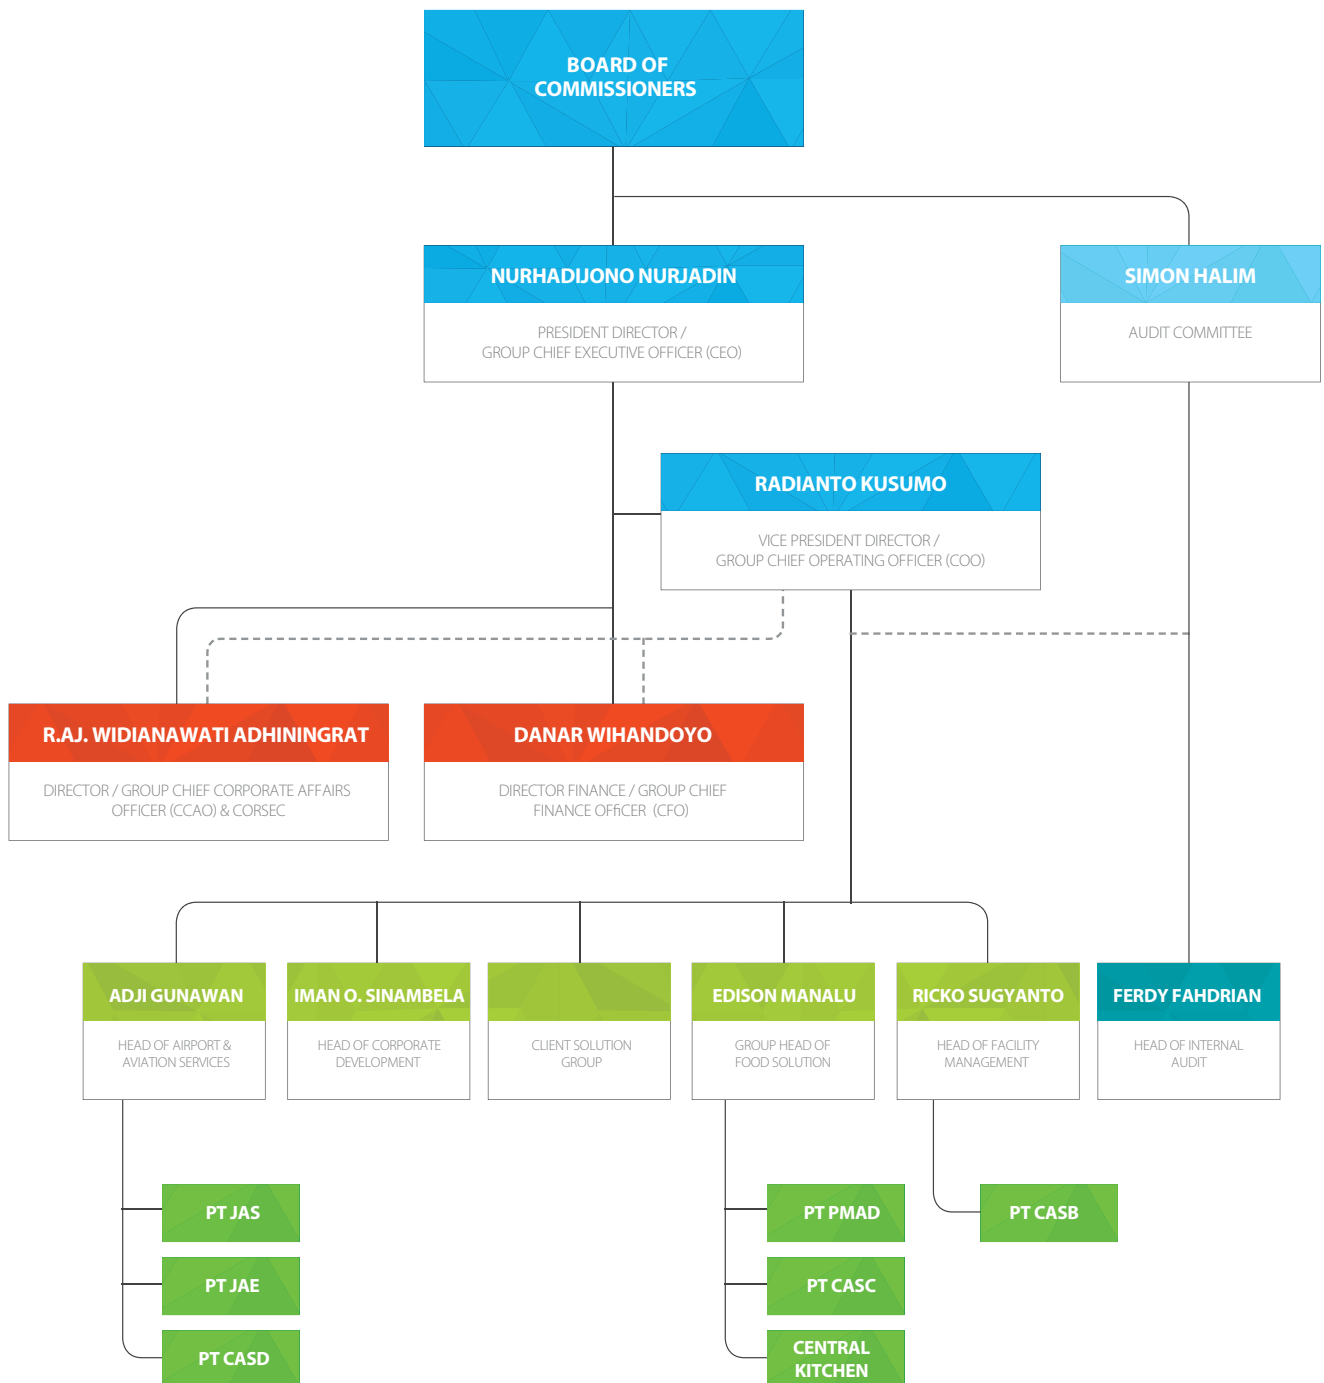 BOARD OF
COMMISSIONERS
NURHADIJONO NURJADIN
PRESIDENT DIRECTOR /
GROUP CHIEF EXECUTIVE OFFICER (CEO)
SIMON HALIM
AUDIT COMMITTEE
RADIANTO KUSUMO
VICE PRESIDENT DIRECTOR /
GROUP CHIEF OPERATING OFFICER (COO)
R.AJ. WIDIANAWATI ADHININGRAT
DIRECTOR / GROUP CHIEF CORPORATE AFFAIRS
OFFICER (CCAO) & CORSEC
DANAR WIHANDOYO
DIRECTOR FINANCE / GROUP CHIEF
FINANCE OFfiCER (CFO)
ADJI GUNAWAN
HEAD OF AIRPORT &
AVIATION SERVICES
IMAN O. SINAMBELA
HEAD OF CORPORATE
DEVELOPMENT
CLIENT SOLUTION
GROUP
EDISON MANALU
GROUP HEAD OF
FOOD SOLUTION
RICKO SUGYANTO
HEAD OF FACILITY
MANAGEMENT
FERDY FAHDRIAN
HEAD OF INTERNAL
AUDIT
PT JAS
PT JAE
PT CASD
PT PMAD
PT CASC
CENTRAL
KITCHEN
PT CASB